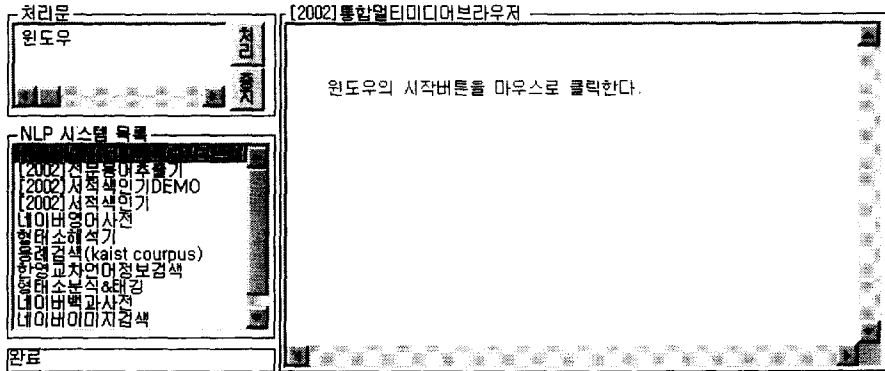 처리문
윈도우
처리
중지
NLP 시스템 목록
[2002]전문용어추출기
[2002]서적색인기DEMO
[2002]서적색인기
네이버영어사전
형태소해석기
용례검색(kaist courpus)
한영교차언어정보검색
형태소분석&태깅
네이버백과사전
네이버이미지검색
완료
[2002]통합멀티미디어브라우저
윈도우의 시작버튼을 마우스로 클릭한다.